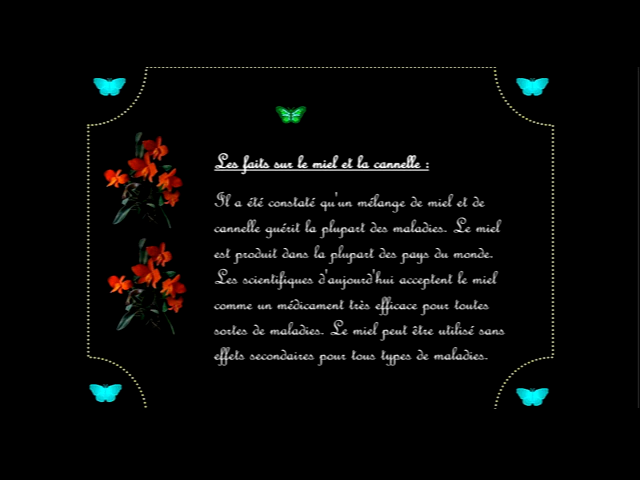 Les faits sur le miel et la cannelle :
Il a été constaté qu'un mélange de miel et de
cannelle guérit la plupart des maladies. Le miel
est produit dans la plupart des pays du monde.
Les scientifiques d'aujourd'hui acceptent le miel
comme un médicament très efficace pour toutes
sortes de maladies. Le miel peut être utilisé sans
effets secondaires pour tous types de maladies.